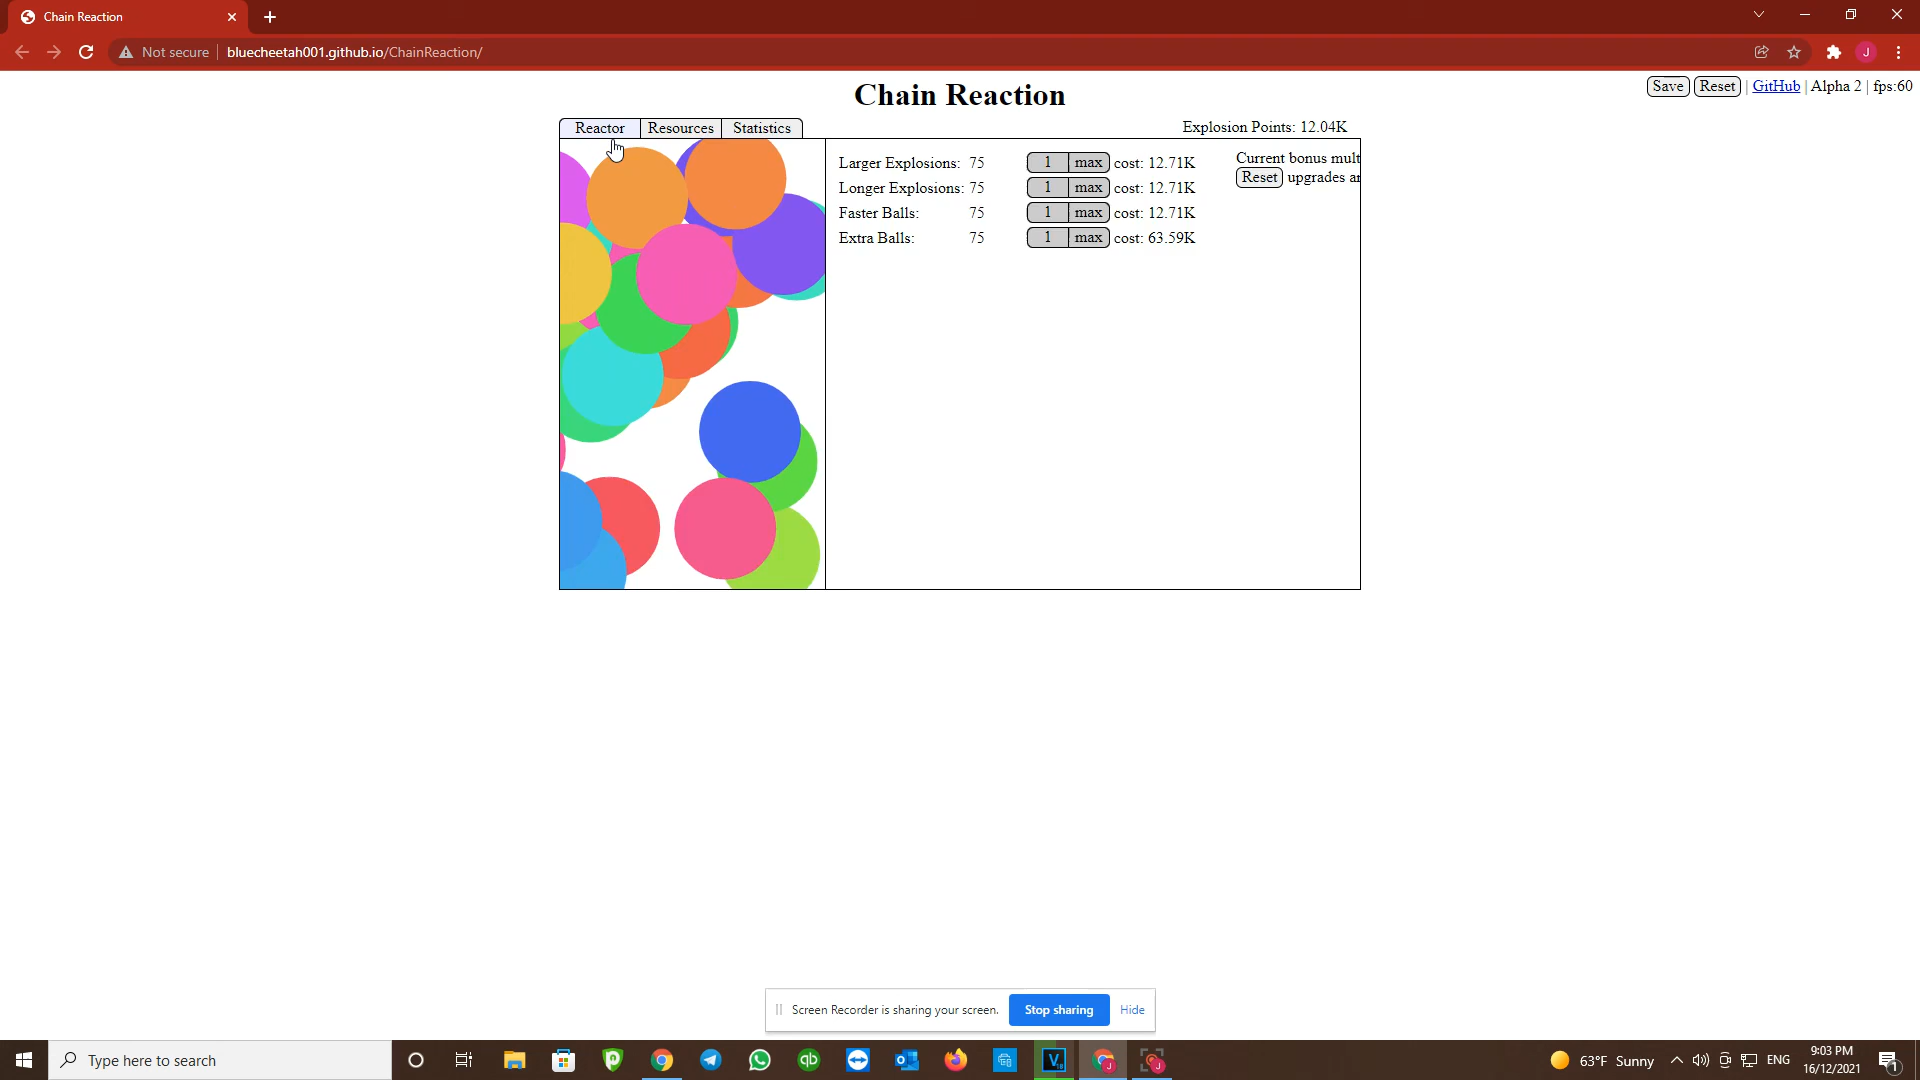 Chain Reaction
Not secure
bluecheetah001.github.io/ChainReaction/
J
Chain Reaction
Save Reset | GitHub | Alpha 2 | fps:60
Reactor Resources Statistics
Explosion Points: 12.04K
Larger Explosions: 75 1 max cost: 12.71K
Longer Explosions: 75 1 max cost: 12.71K
Faster Balls: 75 1 max cost: 12.71K
Extra Balls: 75 1 max cost: 63.59K
Current bonus mult
Reset upgrades ar
Screen Recorder is sharing your screen. Stop sharing Hide
Type here to search
63°F Sunny
ENG
9:03 PM
16/12/2021
1